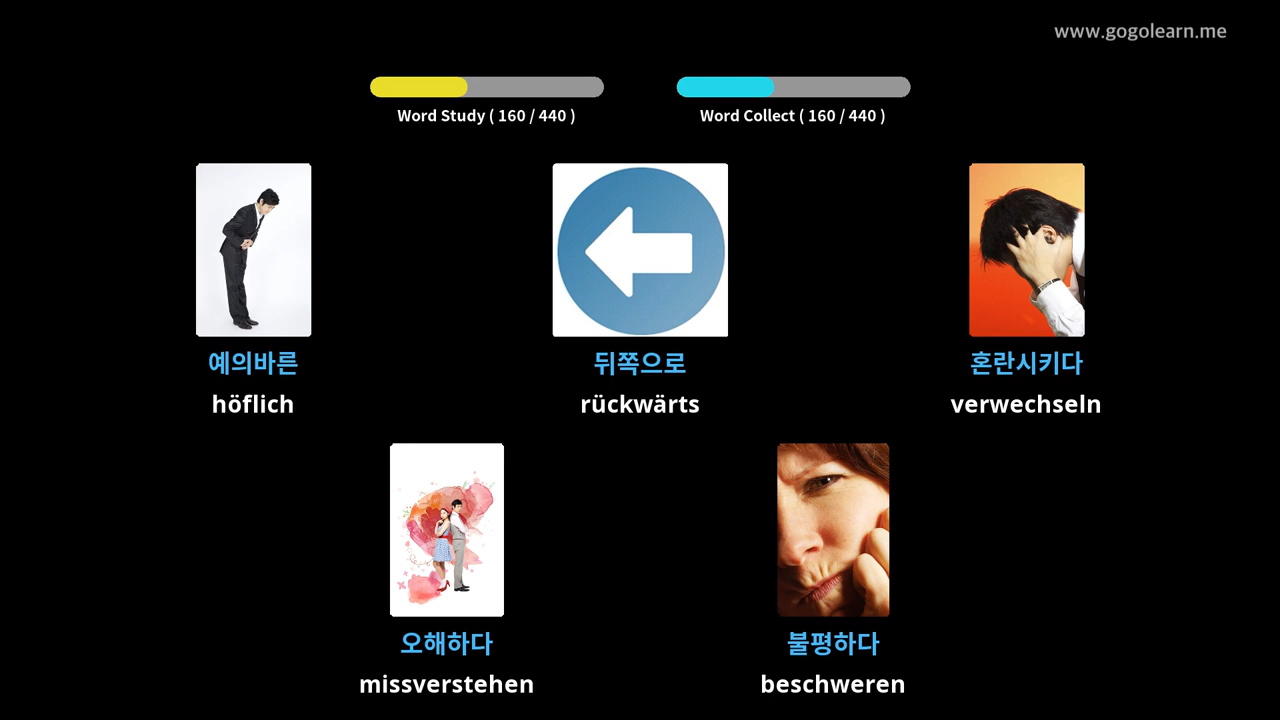 www.gogolearn.me
Word Study ( 160 / 440 )
Word Collect ( 160 / 440 )
예의바른
höflich
뒤쪽으로
rückwärts
혼란시키다
verwechseln
오해하다
missverstehen
불평하다
beschweren